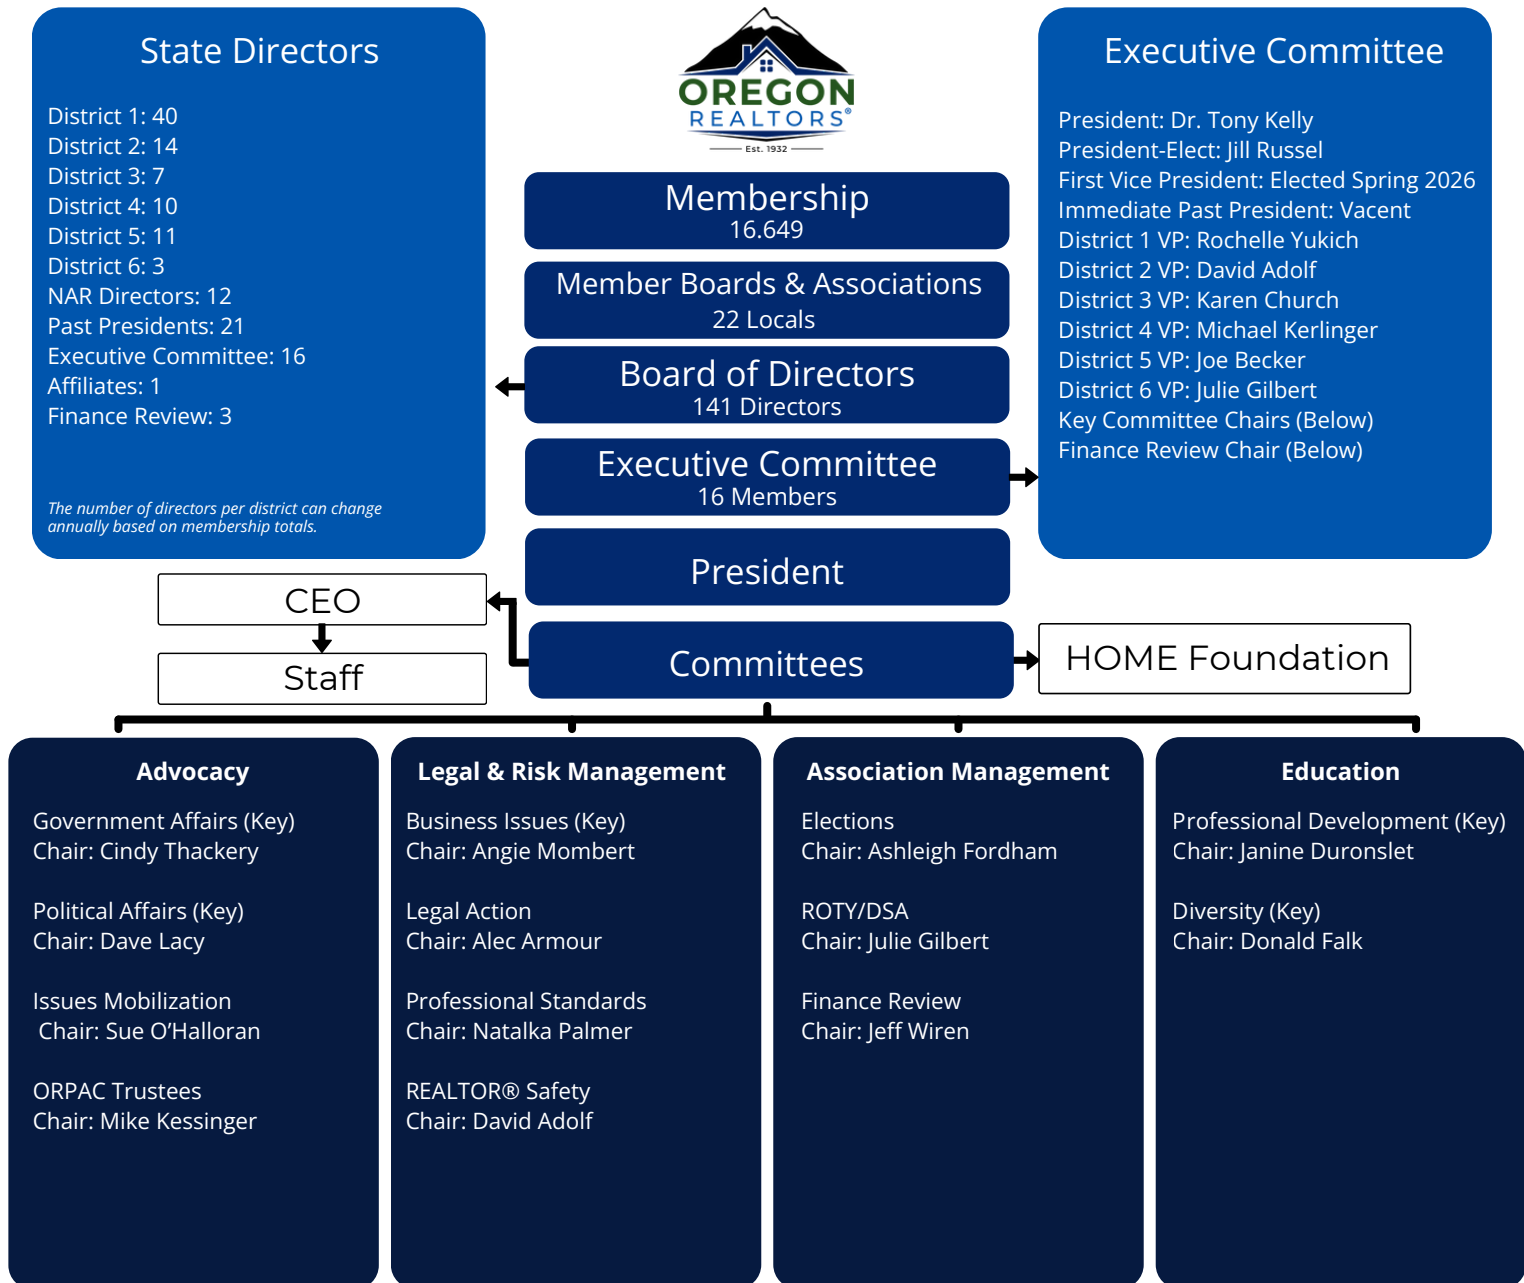 State Directors
District 1: 40
District 2: 14
District 3: 7
District 4: 10
District 5: 11
District 6: 3
NAR Directors: 12
Past Presidents: 21
Executive Committee: 16
Affiliates: 1
Finance Review: 3
The number of directors per district can change
annually based on membership totals.
OREGON
REALTORS®
Est. 1932
Membership
16.649
Member Boards & Associations
22 Locals
Board of Directors
141 Directors
Executive Committee
16 Members
President
Committees
Executive Committee
President: Dr. Tony Kelly
President-Elect: Jill Russel
First Vice President: Elected Spring 2026
Immediate Past President: Vacent
District 1 VP: Rochelle Yukich
District 2 VP: David Adolf
District 3 VP: Karen Church
District 4 VP: Michael Kerlinger
District 5 VP: Joe Becker
District 6 VP: Julie Gilbert
Key Committee Chairs (Below)
Finance Review Chair (Below)
CEO
Staff
HOME Foundation
Advocacy
Government Affairs (Key)
Chair: Cindy Thackery
Political Affairs (Key)
Chair: Dave Lacy
Issues Mobilization
Chair: Sue O’Halloran
ORPAC Trustees
Chair: Mike Kessinger
Legal & Risk Management
Business Issues (Key)
Chair: Angie Mombert
Legal Action
Chair: Alec Armour
Professional Standards
Chair: Natalka Palmer
REALTOR® Safety
Chair: David Adolf
Association Management
Elections
Chair: Ashleigh Fordham
ROTY/DSA
Chair: Julie Gilbert
Finance Review
Chair: Jeff Wiren
Education
Professional Development (Key)
Chair: Janine Duronslet
Diversity (Key)
Chair: Donald Falk